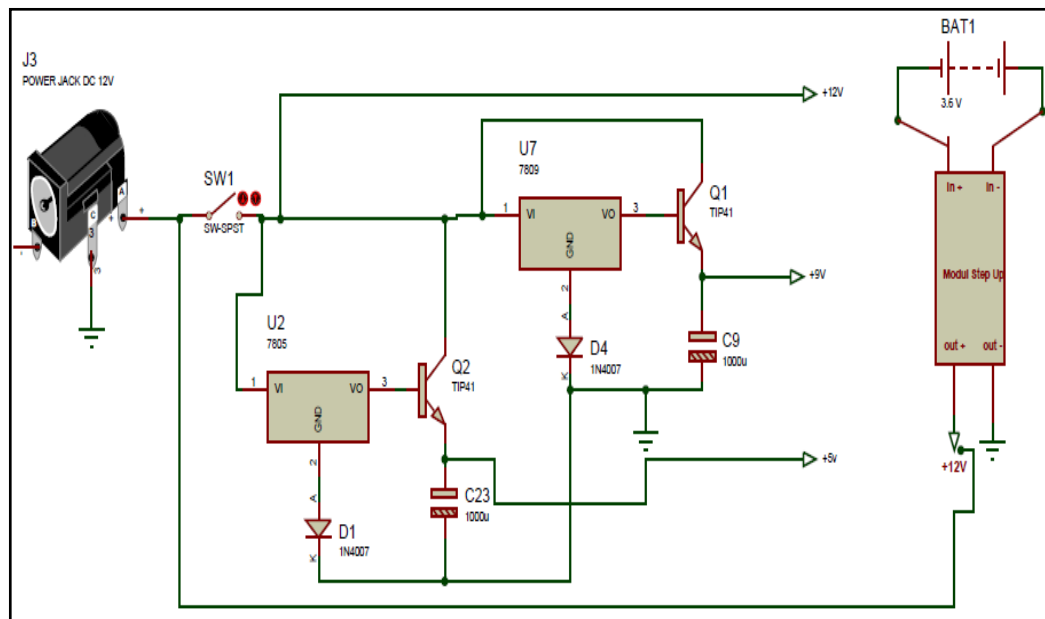 J3
POWER JACK DC 12V
A
+
+
C
3
3
-
SW1
SW-SPST
+12V
U7
7809
1
VI
VO
3
GND
2
A
D4
1N4007
K
Q1
TIP41
+9V
C9
1000u
U2
7805
1
VI
VO
3
GND
2
A
D1
1N4007
K
Q2
TIP41
C23
1000u
+5v
BAT1
3.6 V
In +
In -
Modul Step Up
out +
out -
+12V